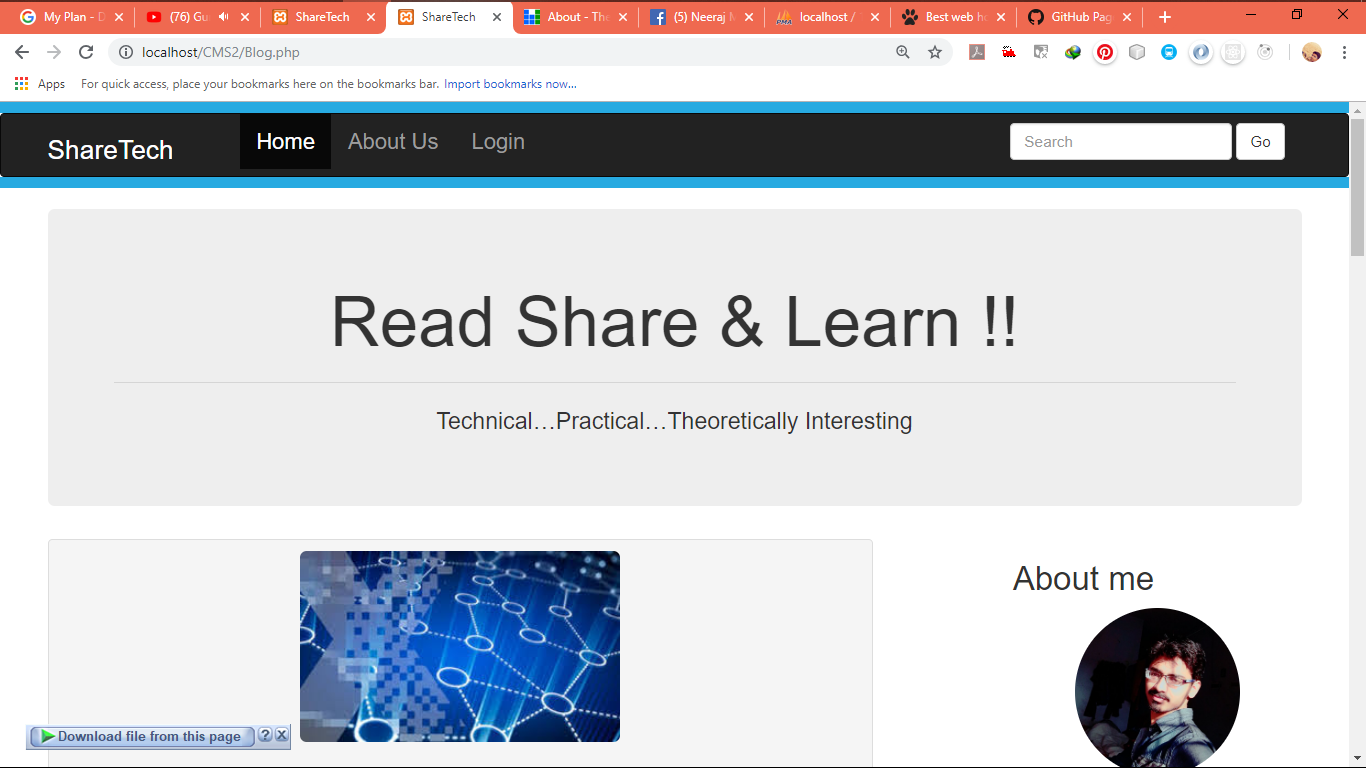 My Plan - D
(76) Gu
ShareTech
ShareTech
About - The
(5) Neeraj M
localhost /
Best web ho
GitHub Pag
localhost/CMS2/Blog.php
Apps
For quick access, place your bookmarks here on the bookmarks bar. Import bookmarks now...
ShareTech
Home
About Us
Login
Search
Go
Read Share & Learn !!
Technical…Practical…Theoretically Interesting
About me
Download file from this page